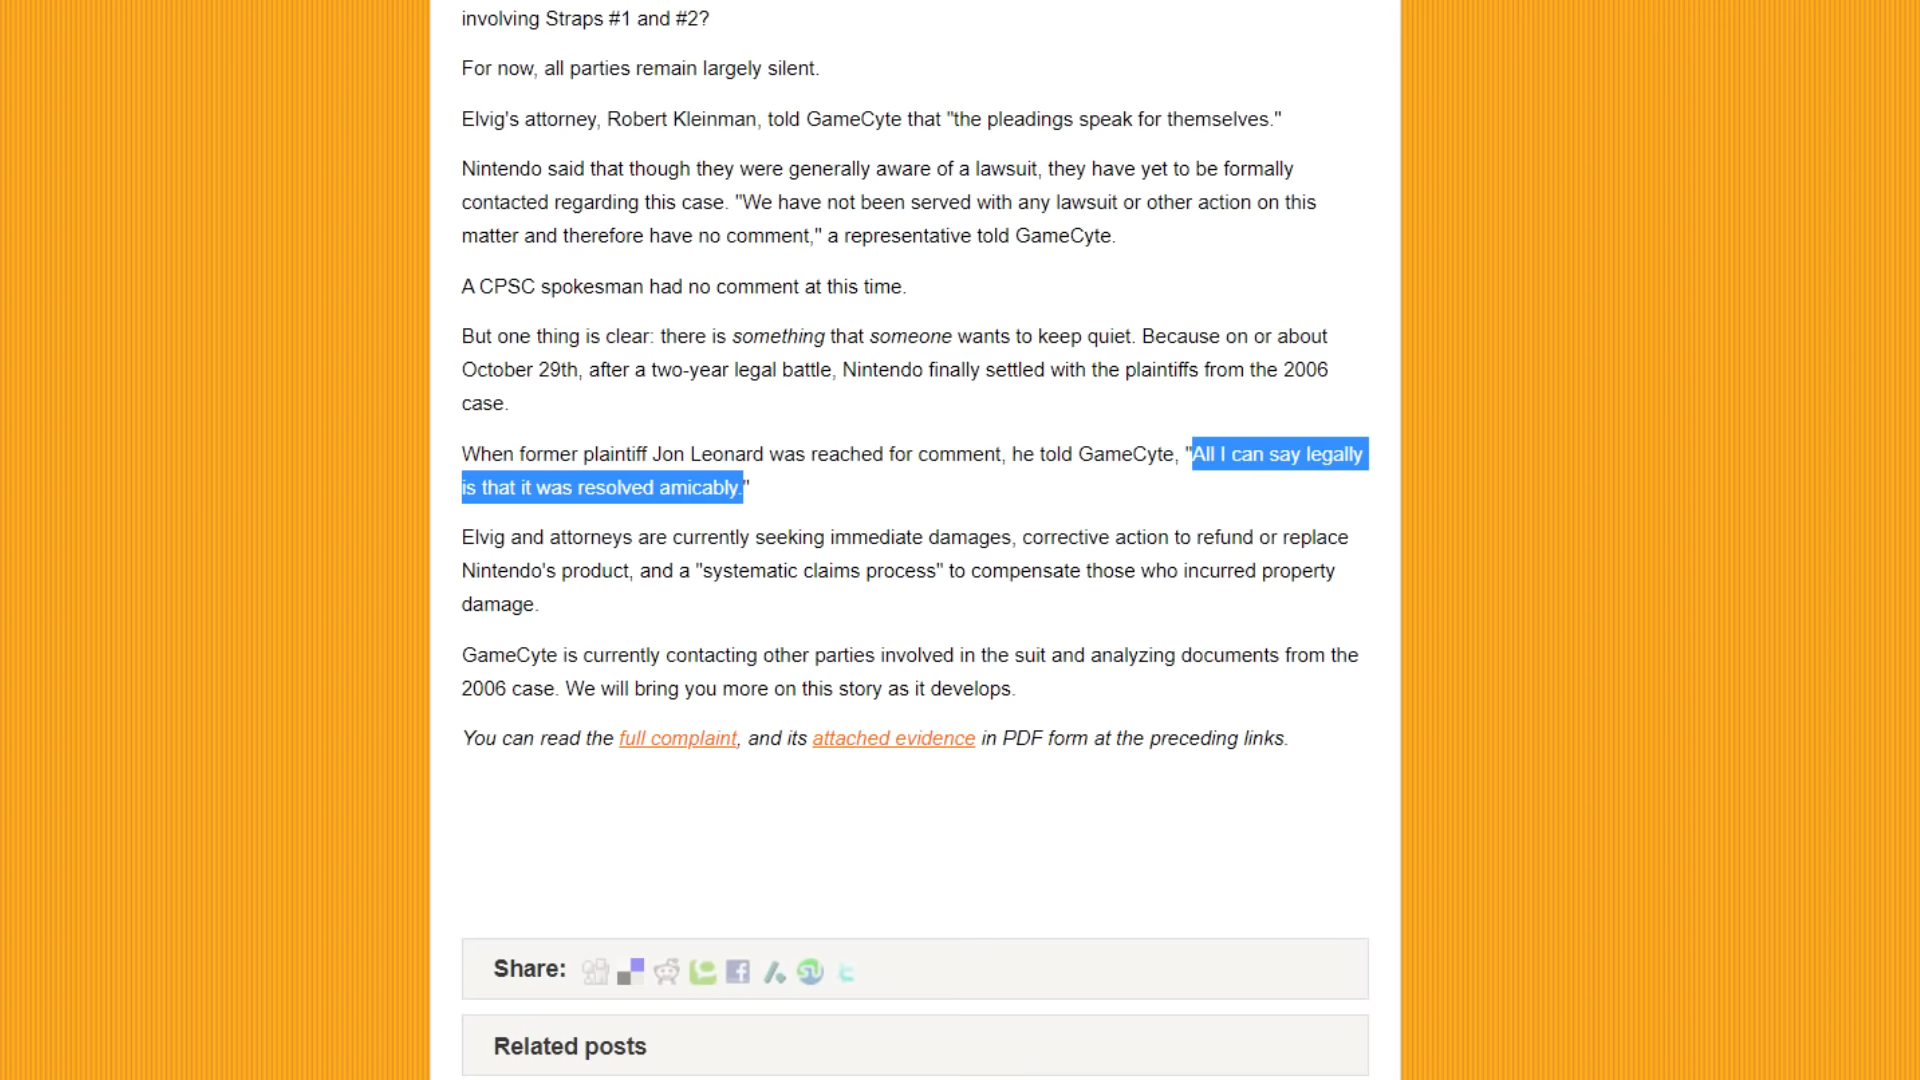 involving Straps #1 and #2?
For now, all parties remain largely silent.
Elvig's attorney, Robert Kleinman, told GameCyte that "the pleadings speak for themselves."
Nintendo said that though they were generally aware of a lawsuit, they have yet to be formally
contacted regarding this case. "We have not been served with any lawsuit or other action on this
matter and therefore have no comment," a representative told GameCyte.
A CPSC spokesman had no comment at this time.
But one thing is clear: there is something that someone wants to keep quiet. Because on or about
October 29th, after a two-year legal battle, Nintendo finally settled with the plaintiffs from the 2006
case.
When former plaintiff Jon Leonard was reached for comment, he told GameCyte, "All I can say legally
is that it was resolved amicably."
Elvig and attorneys are currently seeking immediate damages, corrective action to refund or replace
Nintendo's product, and a "systematic claims process" to compensate those who incurred property
damage.
GameCyte is currently contacting other parties involved in the suit and analyzing documents from the
2006 case. We will bring you more on this story as it develops.
You can read the full complaint, and its attached evidence in PDF form at the preceding links.
Share:
Related posts